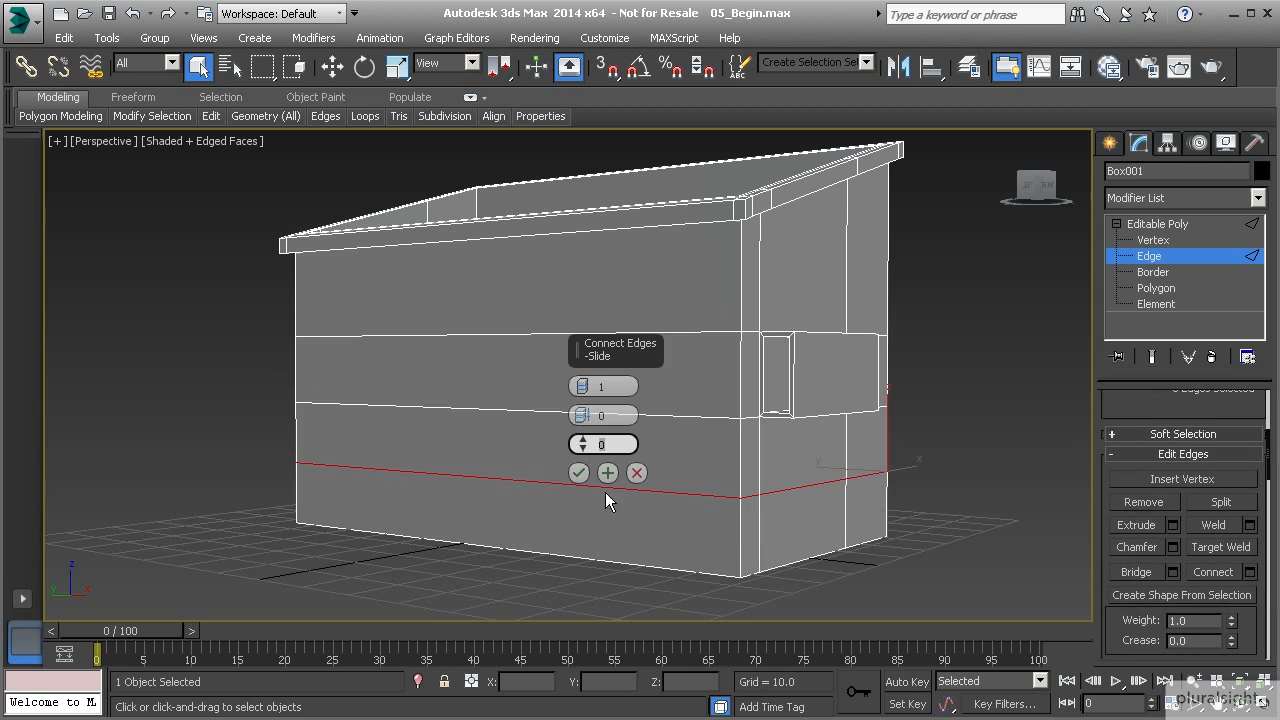 Workspace: Default
Autodesk 3ds Max 2014 x64 - Not for Resale 05_Begin.max
Type a keyword or phrase
Edit Tools Group Views Create Modifiers Animation Graph Editors Rendering Customize MAXScript Help
All
View
3
Create Selection Se
Modeling Freeform Selection Object Paint Populate
Polygon Modeling Modify Selection Edit Geometry (All) Edges Loops Tris Subdivision Align Properties
[+] [Perspective] [Shaded + Edged Faces]
Box001
Modifier List
Editable Poly
Vertex
Edge
Border
Polygon
Element
Connect Edges
-Slide
1
0
0
Soft Selection
Edit Edges
Insert Vertex
Remove Split
Extrude Weld
Chamfer Target Weld
Bridge Connect
Create Shape From Selection
Weight: 1.0
Crease: 0.0
y x
z
y x
0 / 100
0 5 10 15 20 25 30 35 40 45 50 55 60 65 70 75 80 85 90 95 100
1 Object Selected
X: Y: Z:
Grid = 10.0
Auto Key Selected
Welcome to M
Click or click-and-drag to select objects
Add Time Tag
Set Key Key Filters...
0
pluralsight